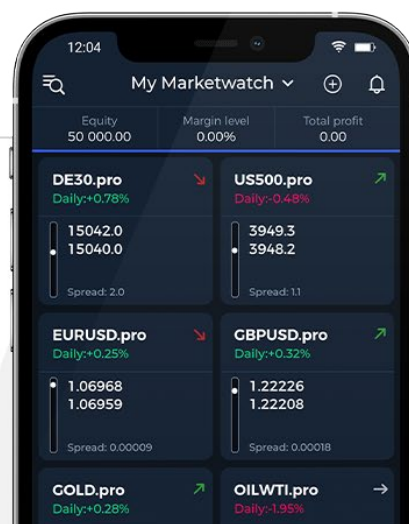 12:04
My Marketwatch
Equity
Margin level
Total profit
50 000.00
0.00%
0.00
DE30.pro
Daily:+0.78%
15042.0
15040.0
Spread: 2.0
US500.pro
Daily:-0.48%
3949.3
3948.2
Spread: 1.1
EURUSD.pro
Daily:+0.25%
1.06968
1.06959
Spread: 0.00009
GBPUSD.pro
Daily:+0.32%
1.22226
1.22208
Spread: 0.00018
GOLD.pro
Daily:+0.28%
OILWTI.pro
Daily:-1.95%